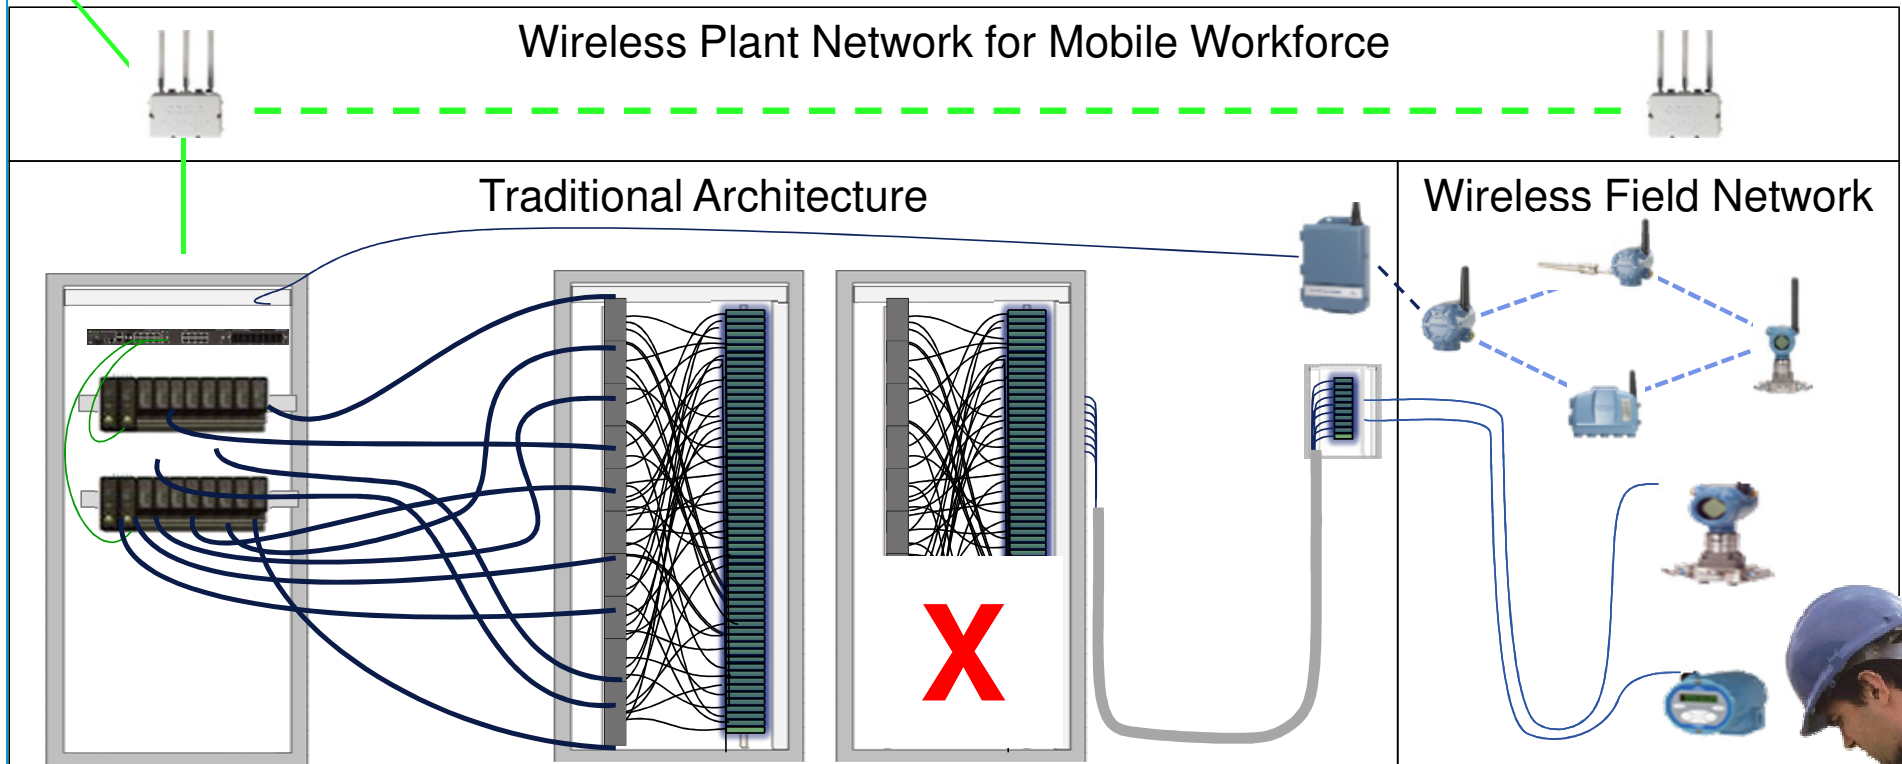 Wireless Plant Network for Mobile Workforce
Traditional Architecture
Wireless Field Network
X